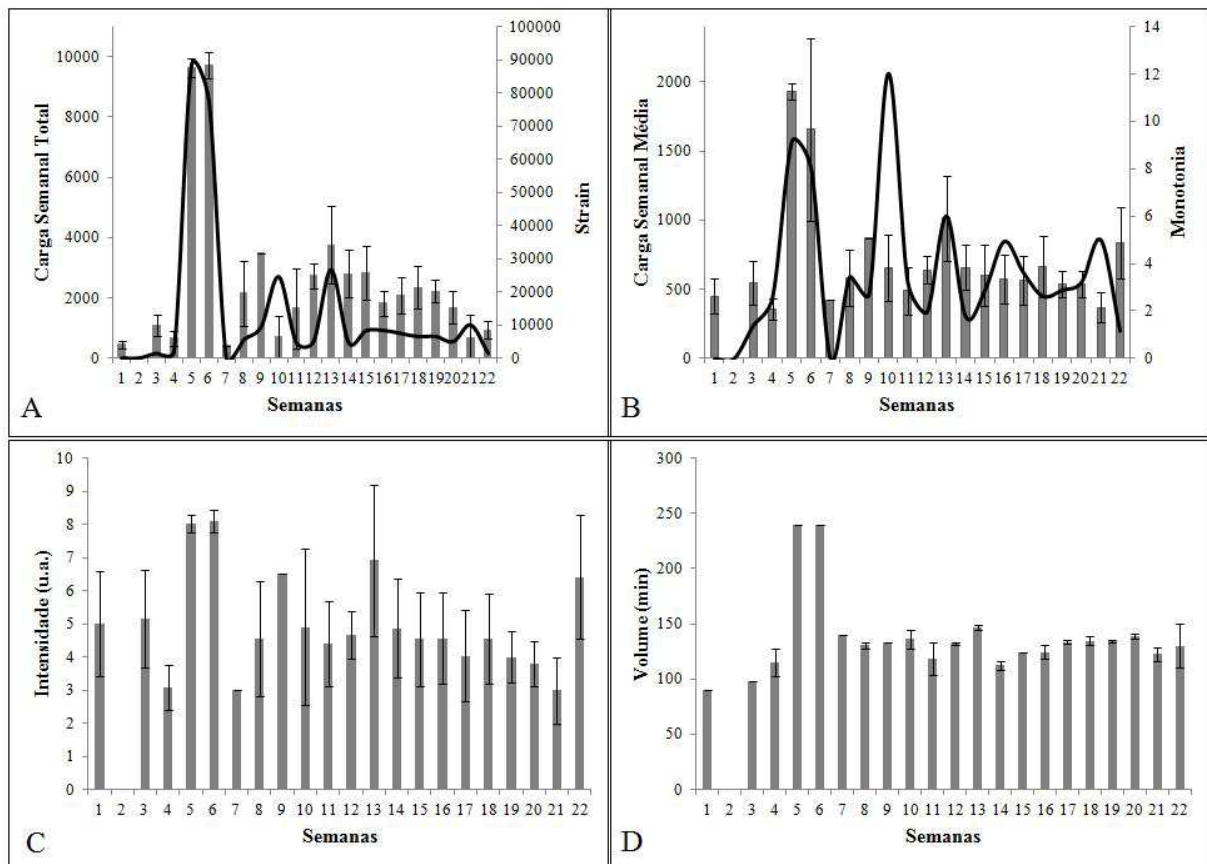 Carga Semanal Total
10000
8000
6000
4000
2000
0
100000
90000
80000
70000
60000
50000
40000
30000
20000
10000
0
Strain
1 2 3 4 5 6 7 8 9 10 11 12 13 14 15 16 17 18 19 20 21 22
Semanas
A
Carga Semanal Média
2000
1500
1000
500
0
14
12
10
8
6
4
2
0
Monotonia
1 2 3 4 5 6 7 8 9 10 11 12 13 14 15 16 17 18 19 20 21 22
Semanas
B
Intensidade (u.a.)
10
9
8
7
6
5
4
3
2
1
0
1 2 3 4 5 6 7 8 9 10 11 12 13 14 15 16 17 18 19 20 21 22
Semanas
C
Volume (min)
300
250
200
150
100
50
0
1 2 3 4 5 6 7 8 9 10 11 12 13 14 15 16 17 18 19 20 21 22
Semanas
D